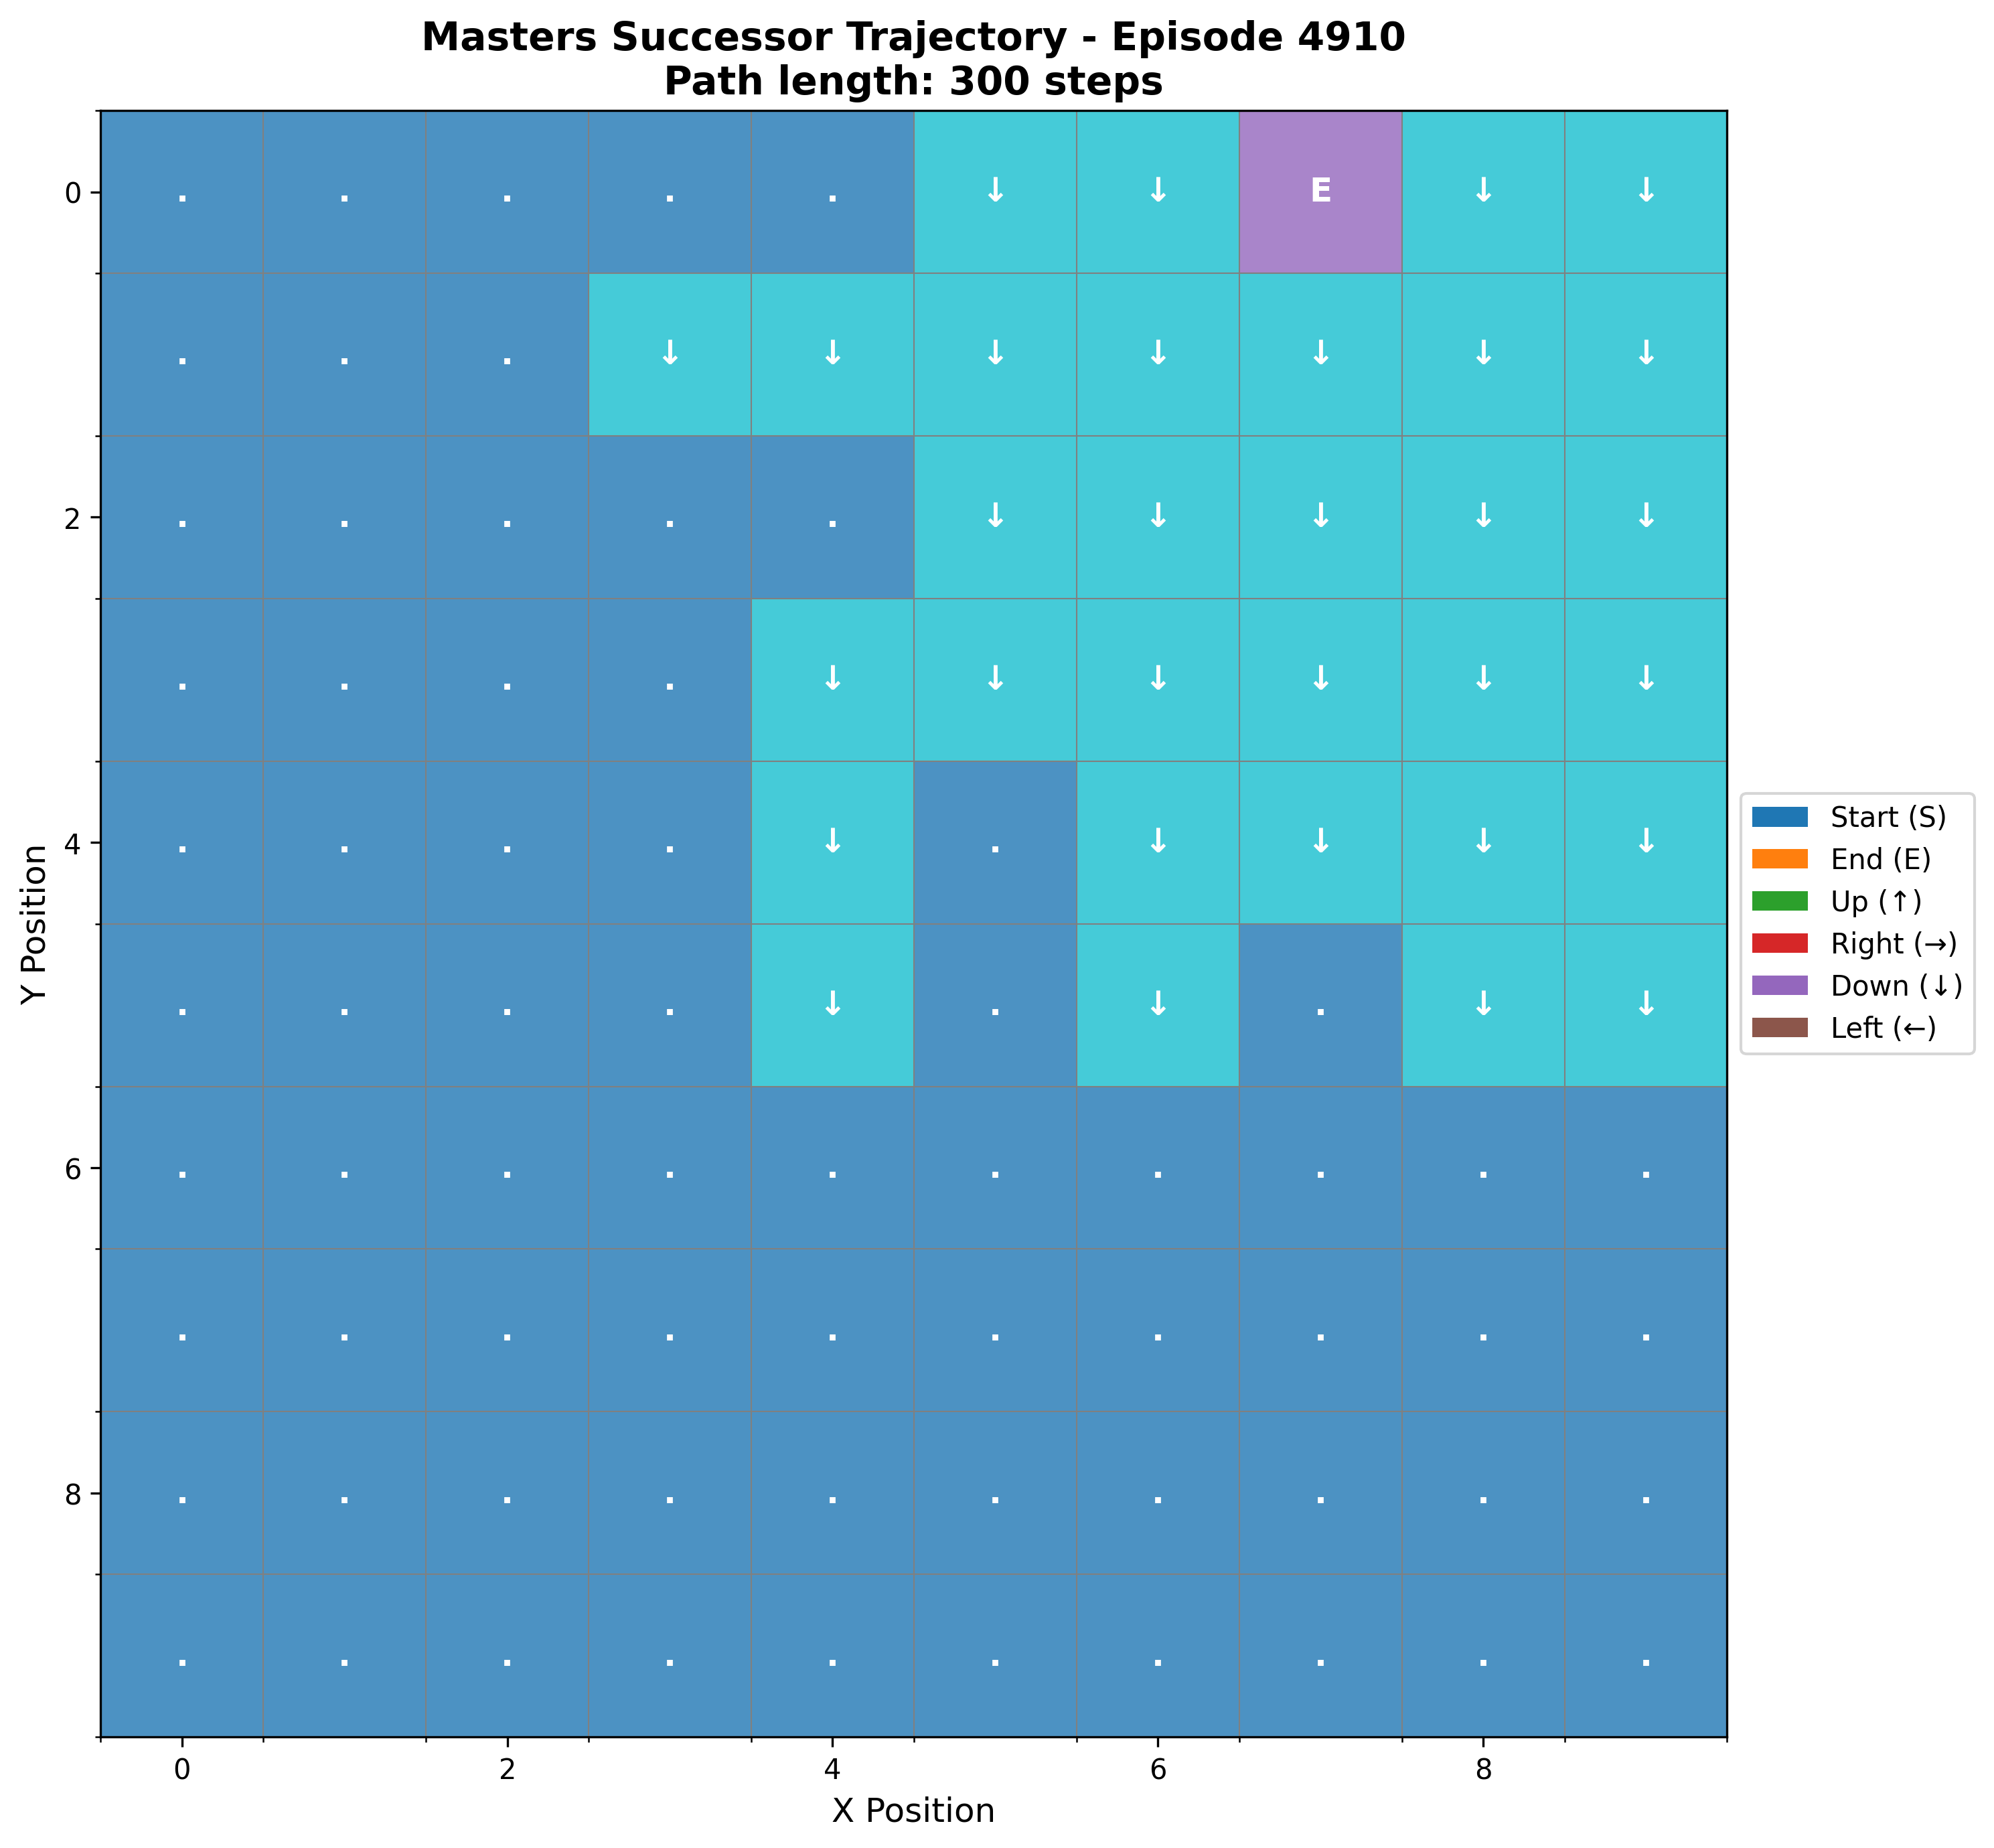 Masters Successor Trajectory - Episode 4910
Path length: 300 steps
0 . . . . . ↓ ↓ E ↓ ↓
. . . ↓ ↓ ↓ ↓ ↓ ↓ ↓
2 . . . . . ↓ ↓ ↓ ↓ ↓
. . . . ↓ ↓ ↓ ↓ ↓ ↓
4 . . . . ↓ . ↓ ↓ ↓ ↓
. . . . ↓ . ↓ . ↓ ↓
6 . . . . . . . . . .
. . . . . . . . . .
8 . . . . . . . . . .
. . . . . . . . . .
0 2 4 6 8
X Position
Y Position
Start (S)
End (E)
Up (↑)
Right (→)
Down (↓)
Left (←)